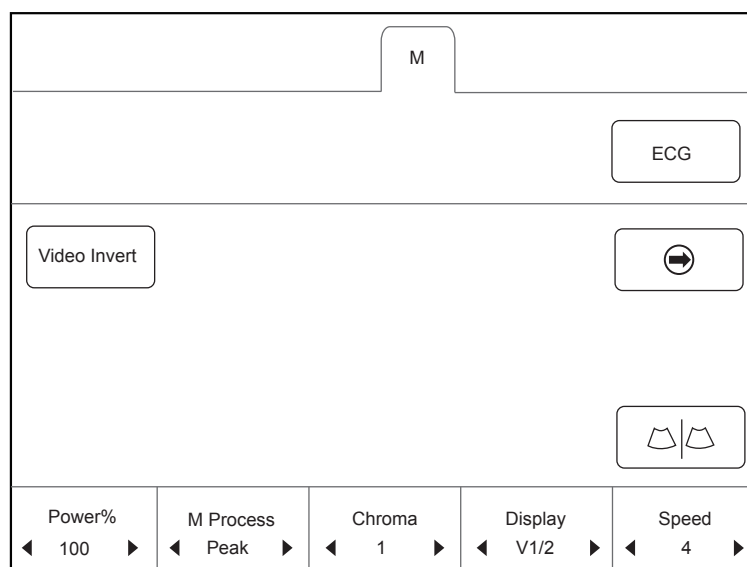 M
ECG
Video Invert
Power%
100
M Process
Peak
Chroma
1
Display
V1/2
Speed
4